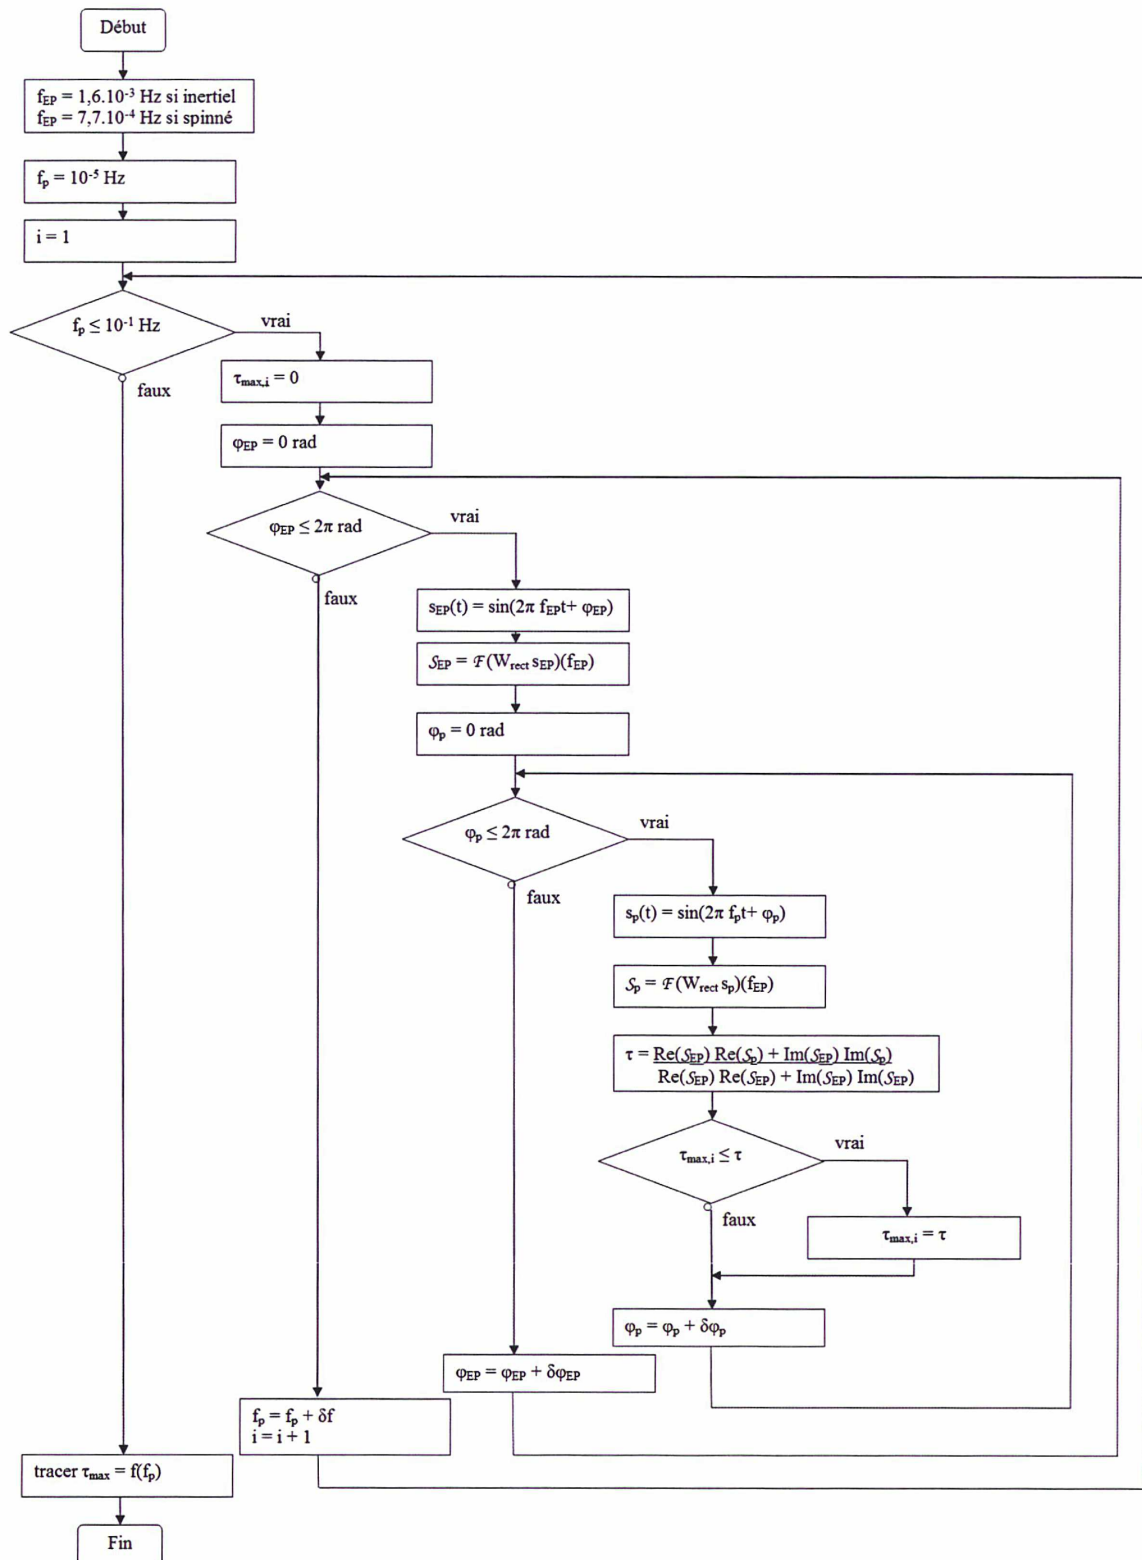 Début
f_EP = 1,6.10⁻³ Hz si inertiel
f_EP = 7,7.10⁻⁴ Hz si spinné
f_p = 10⁻⁵ Hz
i = 1
f_p ≤ 10⁻¹ Hz
vrai
faux
τ_max,i = 0
φ_EP = 0 rad
φ_EP ≤ 2π rad
vrai
faux
s_EP(t) = sin(2π f_EP t+ φ_EP)
S_EP = F(W_rect s_EP)(f_EP)
φ_p = 0 rad
φ_p ≤ 2π rad
vrai
faux
s_p(t) = sin(2π f_p t+ φ_p)
S_p = F(W_rect s_p)(f_EP)
τ = Re(S_EP) Re(S_p) + Im(S_EP) Im(S_p)
Re(S_EP) Re(S_EP) + Im(S_EP) Im(S_EP)
τ_max,i ≤ τ
vrai
faux
τ_max,i = τ
φ_p = φ_p + δφ_p
φ_EP = φ_EP + δφ_EP
f_p = f_p + δf
i = i + 1
tracer τ_max = f(f_p)
Fin